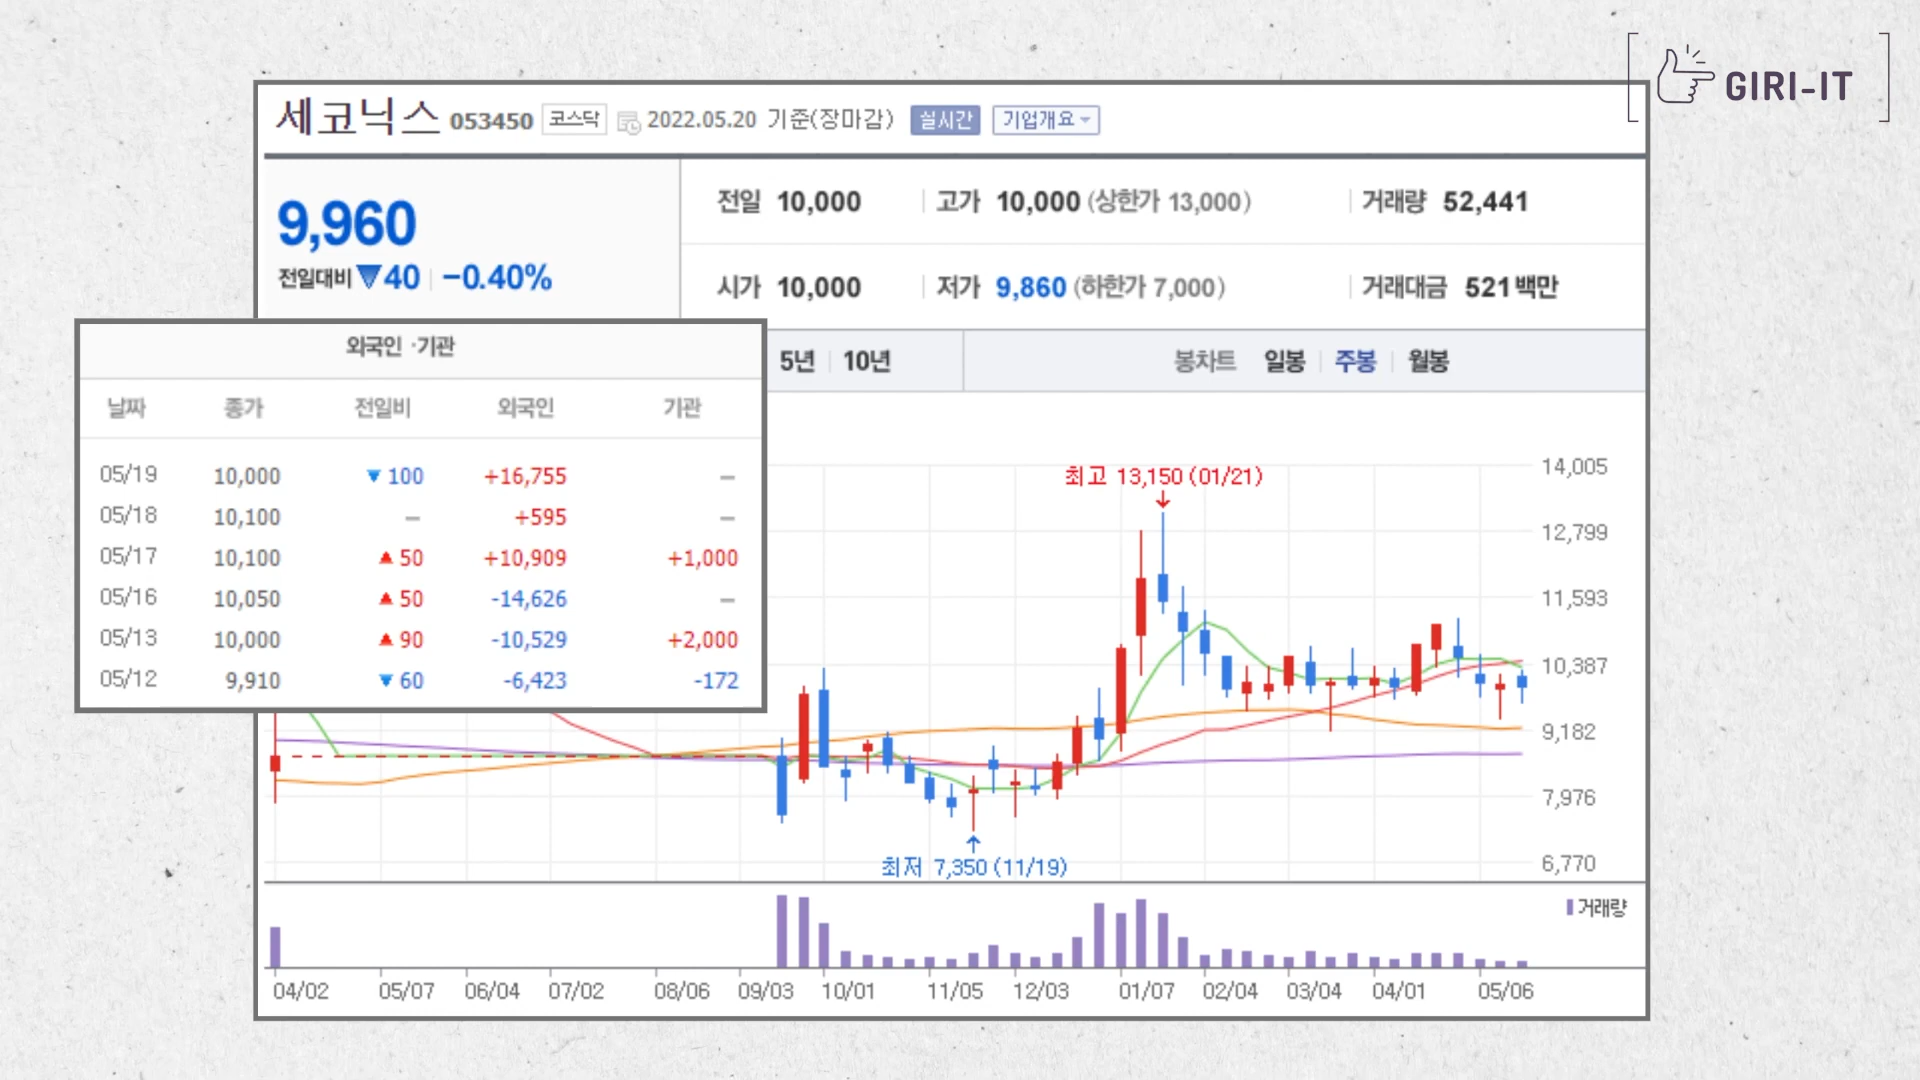 GIRI-IT
세코닉스 053450 코스닥 2022.05.20 기준(장마감) 실시간 기업개요
9,960
전일대비 ▼40 -0.40%
전일 10,000 고가 10,000 (상한가 13,000) 거래량 52,441
시가 10,000 저가 9,860 (하한가 7,000) 거래대금 521백만
5년 10년 봉차트 일봉 주봉 월봉
외국인 ·기관
날짜 종가 전일비 외국인 기관
05/19 10,000 ▼100 +16,755 –
05/18 10,100 – +595 –
05/17 10,100 ▲50 +10,909 +1,000
05/16 10,050 ▲50 -14,626 –
05/13 10,000 ▲90 -10,529 +2,000
05/12 9,910 ▼60 -6,423 -172
최고 13,150 (01/21)
14,005
12,799
11,593
10,387
9,182
7,976
6,770
최저 7,350 (11/19)
거래량
04/02 05/07 06/04 07/02 08/06 09/03 10/01 11/05 12/03 01/07 02/04 03/04 04/01 05/06